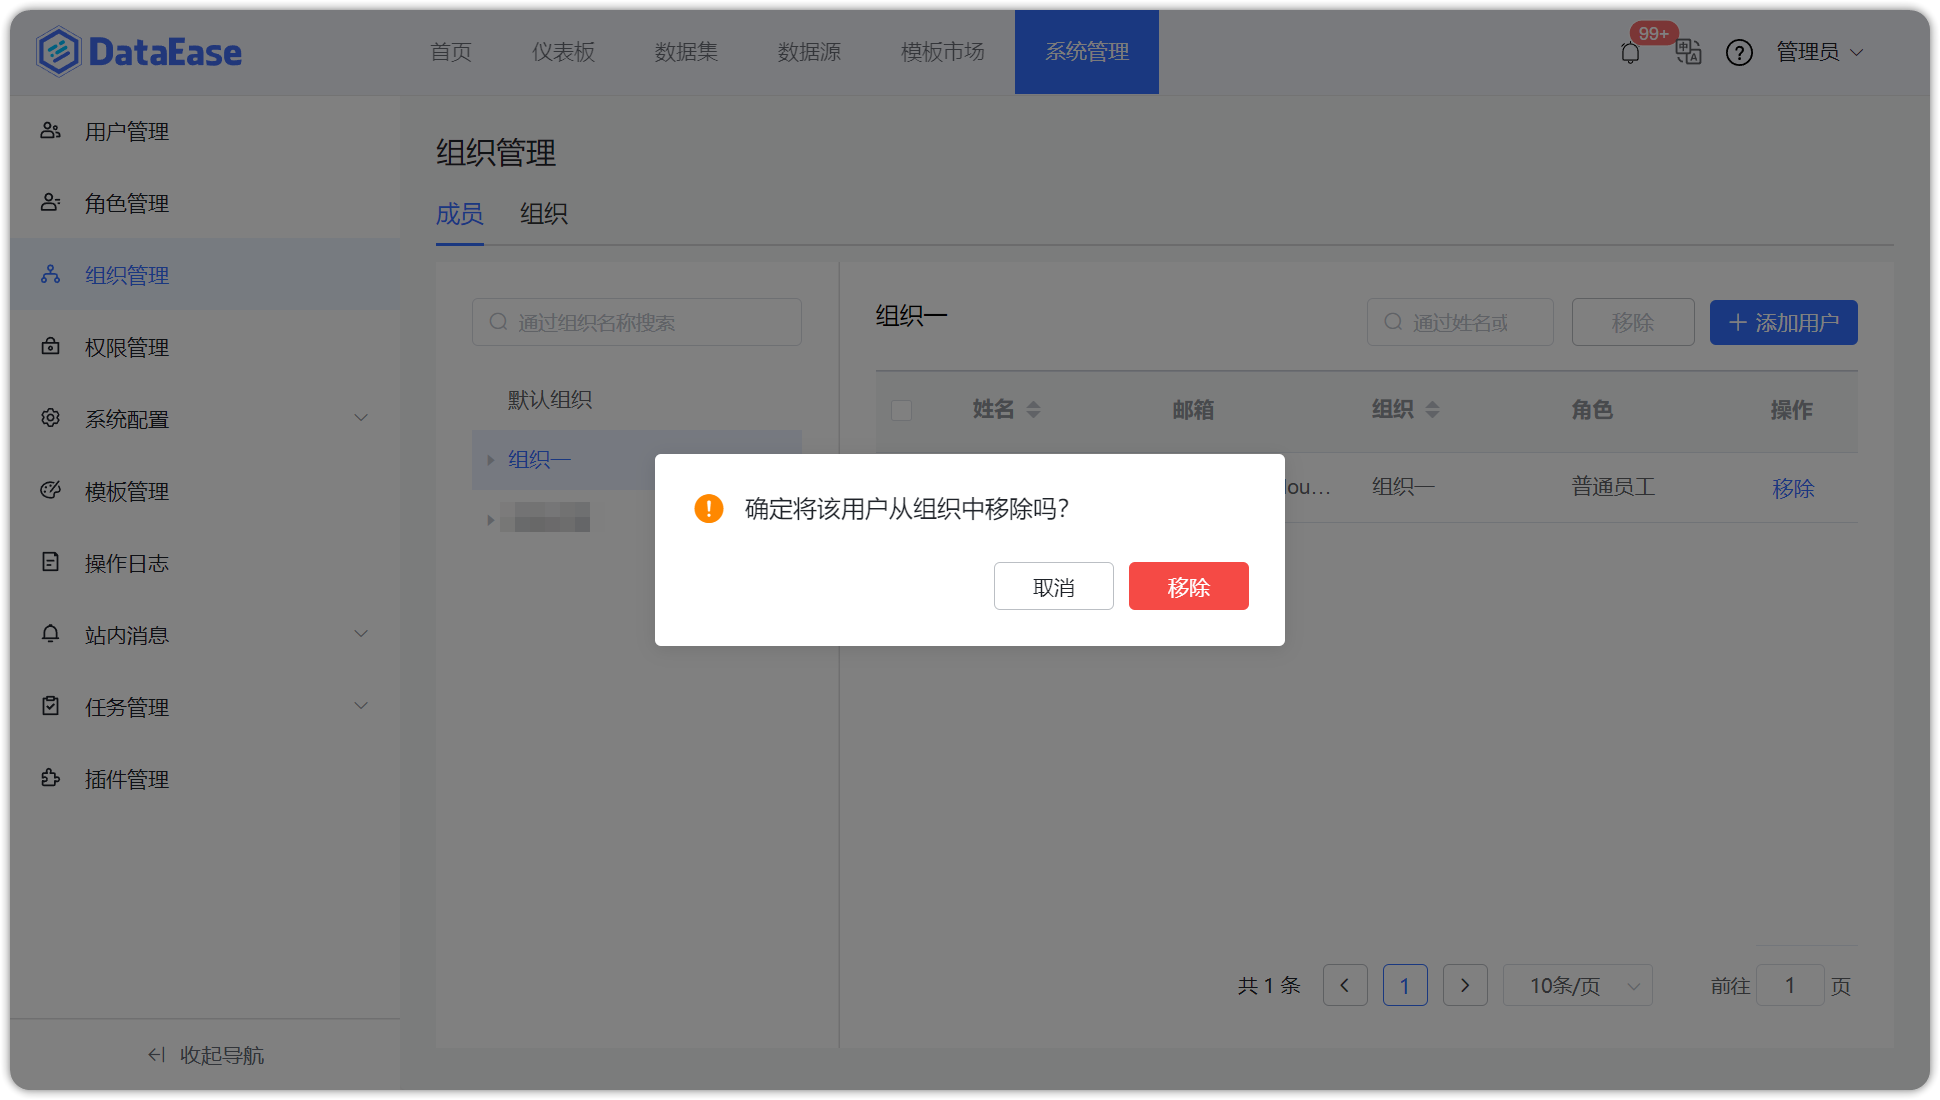 DataEase
首页 仪表板 数据集 数据源 模板市场 系统管理
99+
管理员
用户管理
角色管理
组织管理
权限管理
系统配置
模板管理
操作日志
站内消息
任务管理
插件管理
收起导航
组织管理
成员 组织
通过组织名称搜索
默认组织
组织一
组织一
通过姓名或
移除
添加用户
姓名 邮箱 组织 角色 操作
lou... 组织一 普通员工 移除
确定将该用户从组织中移除吗?
取消 移除
共 1 条 1 10条/页 前往 1 页